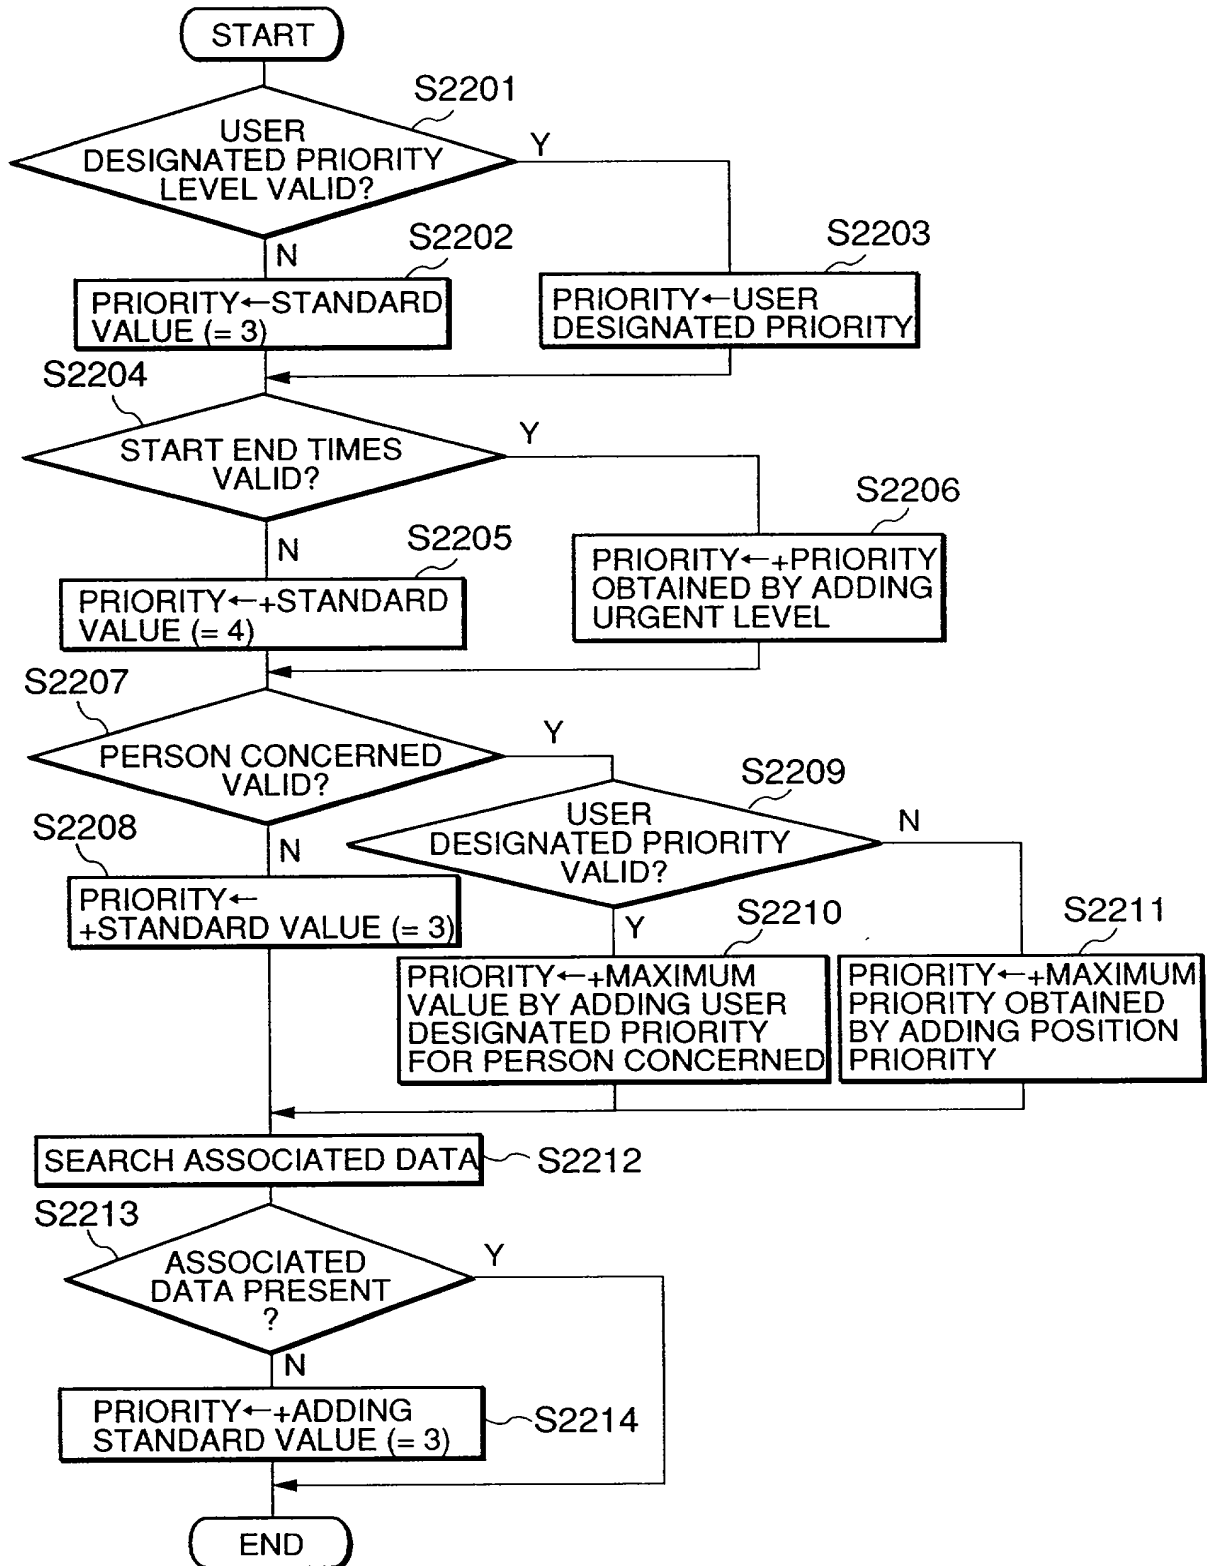 START
S2201
USER
DESIGNATED PRIORITY
LEVEL VALID?
Y
N
S2202
PRIORITY←STANDARD
VALUE (= 3)
S2203
PRIORITY←USER
DESIGNATED PRIORITY
S2204
START END TIMES
VALID?
Y
N
S2205
PRIORITY←+STANDARD
VALUE (= 4)
S2206
PRIORITY←+PRIORITY
OBTAINED BY ADDING
URGENT LEVEL
S2207
PERSON CONCERNED
VALID?
Y
N
S2208
PRIORITY←
+STANDARD VALUE (= 3)
S2209
USER
DESIGNATED PRIORITY
VALID?
N
Y
S2210
PRIORITY←+MAXIMUM
VALUE BY ADDING USER
DESIGNATED PRIORITY
FOR PERSON CONCERNED
S2211
PRIORITY←+MAXIMUM
PRIORITY OBTAINED
BY ADDING POSITION
PRIORITY
SEARCH ASSOCIATED DATA
S2212
S2213
ASSOCIATED
DATA PRESENT
?
Y
N
PRIORITY←+ADDING
STANDARD VALUE (= 3)
S2214
END